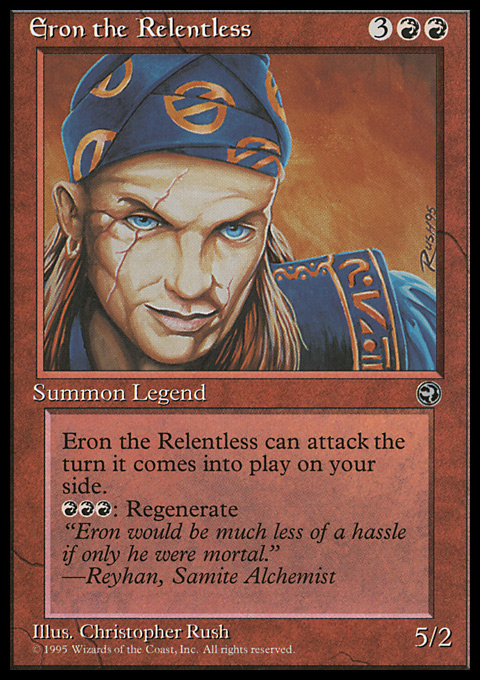 Eron the Relentless 3
RUSH95
Summon Legend
Eron the Relentless can attack the
turn it comes into play on your
side.
: Regenerate
“Eron would be much less of a hassle
if only he were mortal.”
—Reyhan, Samite Alchemist
Illus. Christopher Rush
© 1995 Wizards of the Coast, Inc. All rights reserved.
5/2